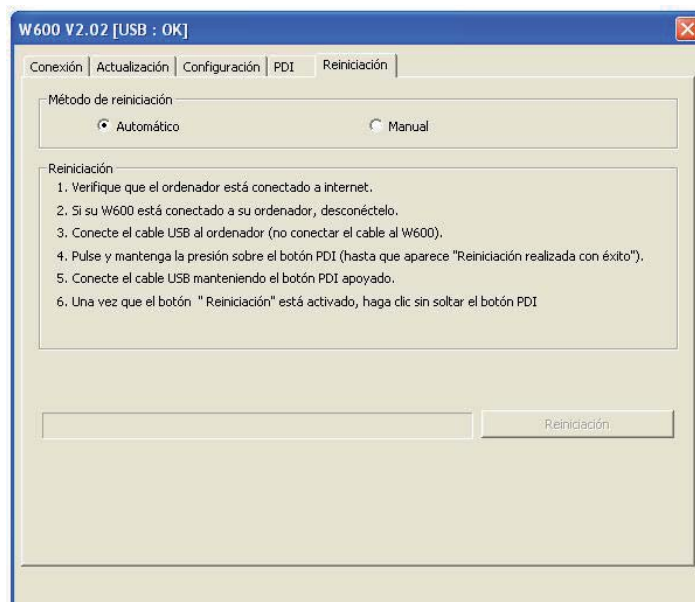 W600 V2.02 [USB : OK]
Conexión Actualización Configuración PDI Reiniciación
Método de reiniciación
Automático Manual
Reiniciación
1. Verifique que el ordenador está conectado a internet.
2. Si su W600 está conectado a su ordenador, desconéctelo.
3. Conecte el cable USB al ordenador (no conectar el cable al W600).
4. Pulse y mantenga la presión sobre el botón PDI (hasta que aparece "Reiniciación realizada con éxito").
5. Conecte el cable USB manteniendo el botón PDI apoyado.
6. Una vez que el botón " Reiniciación" está activado, haga clic sin soltar el botón PDI
Reiniciación